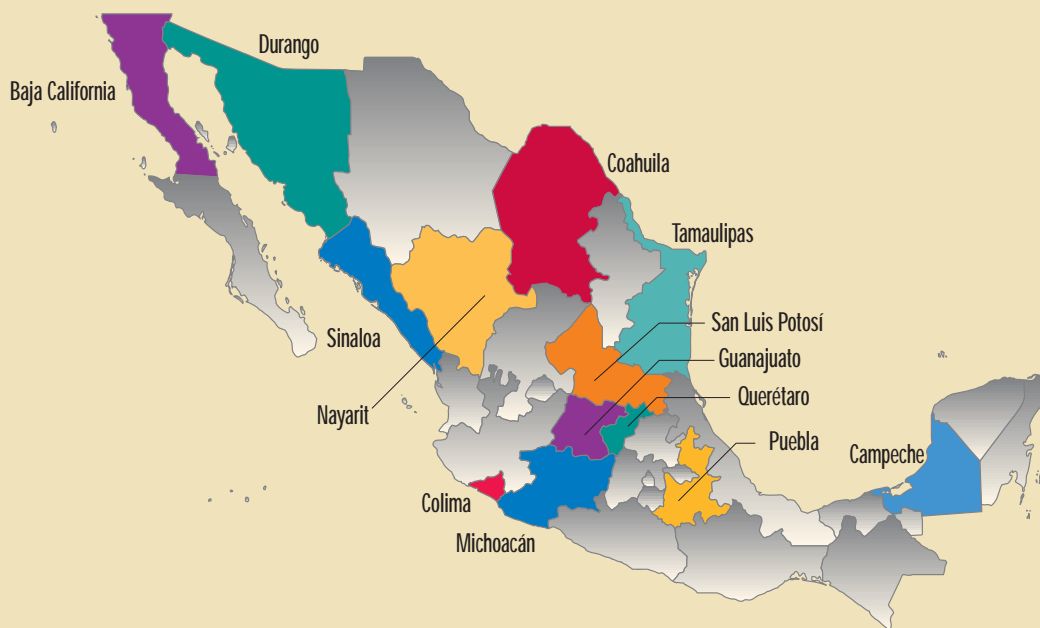 Durango
Baja California
Coahuila
Tamaulipas
San Luis Potosí
Sinaloa
Guanajuato
Querétaro
Nayarit
Puebla
Campeche
Colima
Michoacán